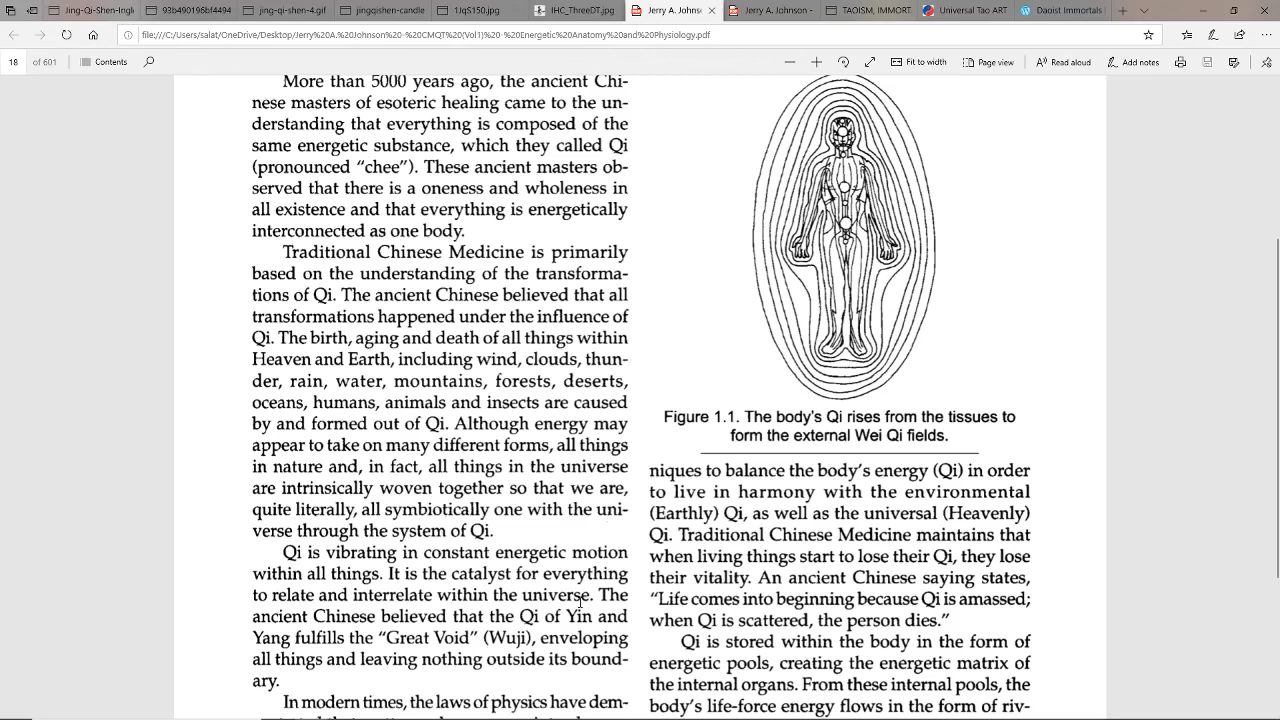 Jing-Qi-Shen-Ingl
93b490196bf4494
jing-qi-shen-4.gif
jingqishen-candle
1JqS150.jpg
IHC_ThreeDT.jpg
Jerry A. Johns
Jerry A. Johnson
TAOISM, IMMORT
Universal Tao ART
Daoist Immortals
file:///C:/Users/salat/OneDrive/Desktop/Jerry%20A.%20Johnson%20-%20CMQT%20(Vol1)%20-%20Energetic%20Anatomy%20and%20Physiology.pdf
18 of 601 Contents Fit to width Page view Read aloud Add notes
More than 5000 years ago, the ancient Chi-
nese masters of esoteric healing came to the un-
derstanding that everything is composed of the
same energetic substance, which they called Qi
(pronounced “chee”). These ancient masters ob-
served that there is a oneness and wholeness in
all existence and that everything is energetically
interconnected as one body.
Traditional Chinese Medicine is primarily
based on the understanding of the transforma-
tions of Qi. The ancient Chinese believed that all
transformations happened under the influence of
Qi. The birth, aging and death of all things within
Heaven and Earth, including wind, clouds, thun-
der, rain, water, mountains, forests, deserts,
oceans, humans, animals and insects are caused
by and formed out of Qi. Although energy may
appear to take on many different forms, all things
in nature and, in fact, all things in the universe
are intrinsically woven together so that we are,
quite literally, all symbiotically one with the uni-
verse through the system of Qi.
Qi is vibrating in constant energetic motion
within all things. It is the catalyst for everything
to relate and interrelate within the universe. The
ancient Chinese believed that the Qi of Yin and
Yang fulfills the “Great Void” (Wuji), enveloping
all things and leaving nothing outside its bound-
ary.
In modern times, the laws of physics have dem-
Figure 1.1. The body’s Qi rises from the tissues to
form the external Wei Qi fields.
niques to balance the body’s energy (Qi) in order
to live in harmony with the environmental
(Earthly) Qi, as well as the universal (Heavenly)
Qi. Traditional Chinese Medicine maintains that
when living things start to lose their Qi, they lose
their vitality. An ancient Chinese saying states,
“Life comes into beginning because Qi is amassed;
when Qi is scattered, the person dies.”
Qi is stored within the body in the form of
energetic pools, creating the energetic matrix of
the internal organs. From these internal pools, the
body’s life-force energy flows in the form of riv-